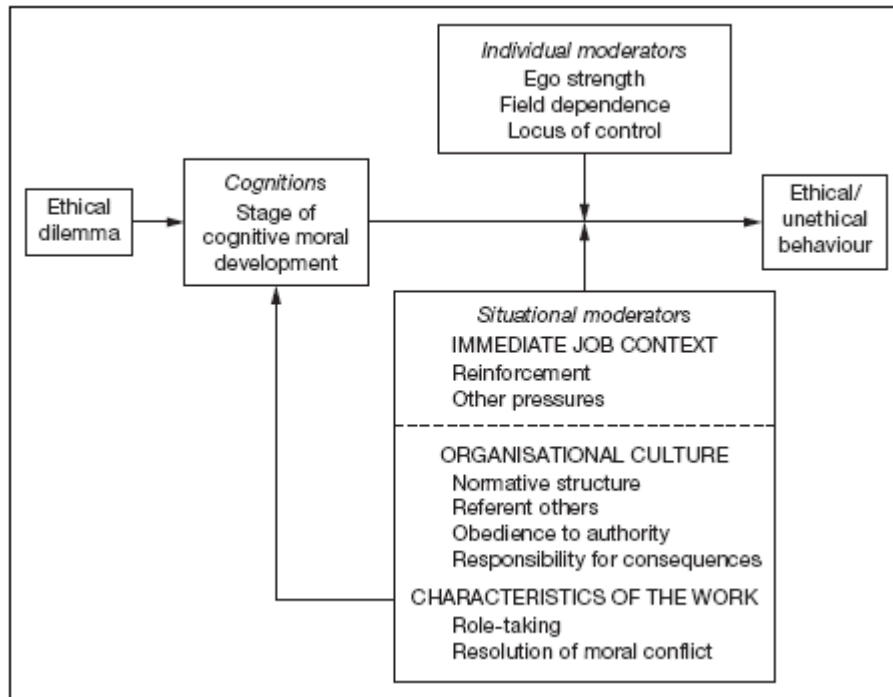 Individual moderators
Ego strength
Field dependence
Locus of control
Ethical
dilemma
Cognitions
Stage of
cognitive moral
development
Ethical/
unethical
behaviour
Situational moderators
IMMEDIATE JOB CONTEXT
Reinforcement
Other pressures
ORGANISATIONAL CULTURE
Normative structure
Referent others
Obedience to authority
Responsibility for consequences
CHARACTERISTICS OF THE WORK
Role-taking
Resolution of moral conflict